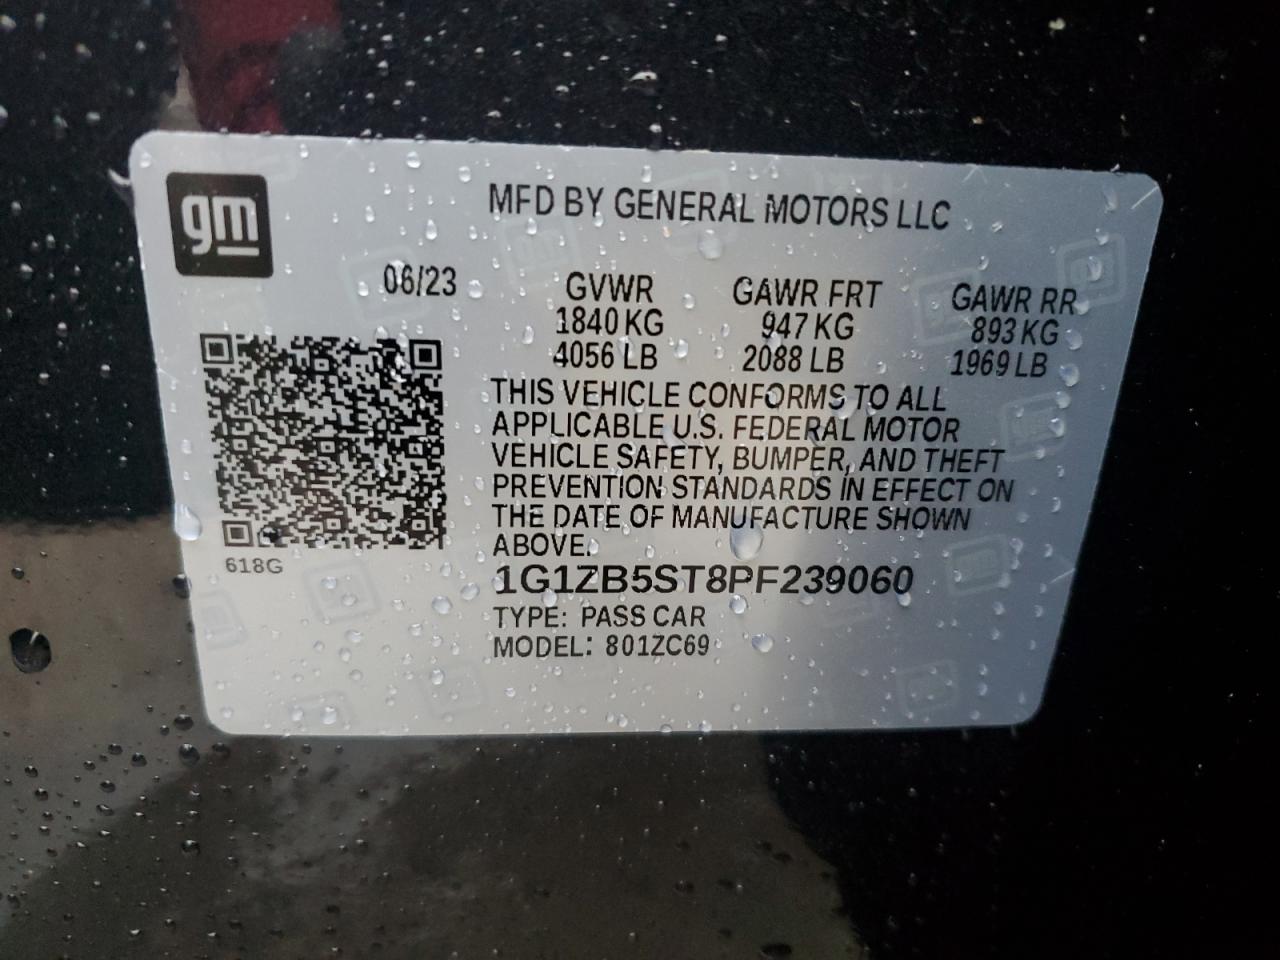 gm
MFD BY GENERAL MOTORS LLC
06/23
GVWR GAWR FRT GAWR RR
1840 KG 947 KG 893 KG
4056 LB 2088 LB 1969 LB
THIS VEHICLE CONFORMS TO ALL
APPLICABLE U.S. FEDERAL MOTOR
VEHICLE SAFETY, BUMPER, AND THEFT
PREVENTION STANDARDS IN EFFECT ON
THE DATE OF MANUFACTURE SHOWN
ABOVE.
618G
1G1ZB5ST8PF239060
TYPE: PASS CAR
MODEL: 801ZC69